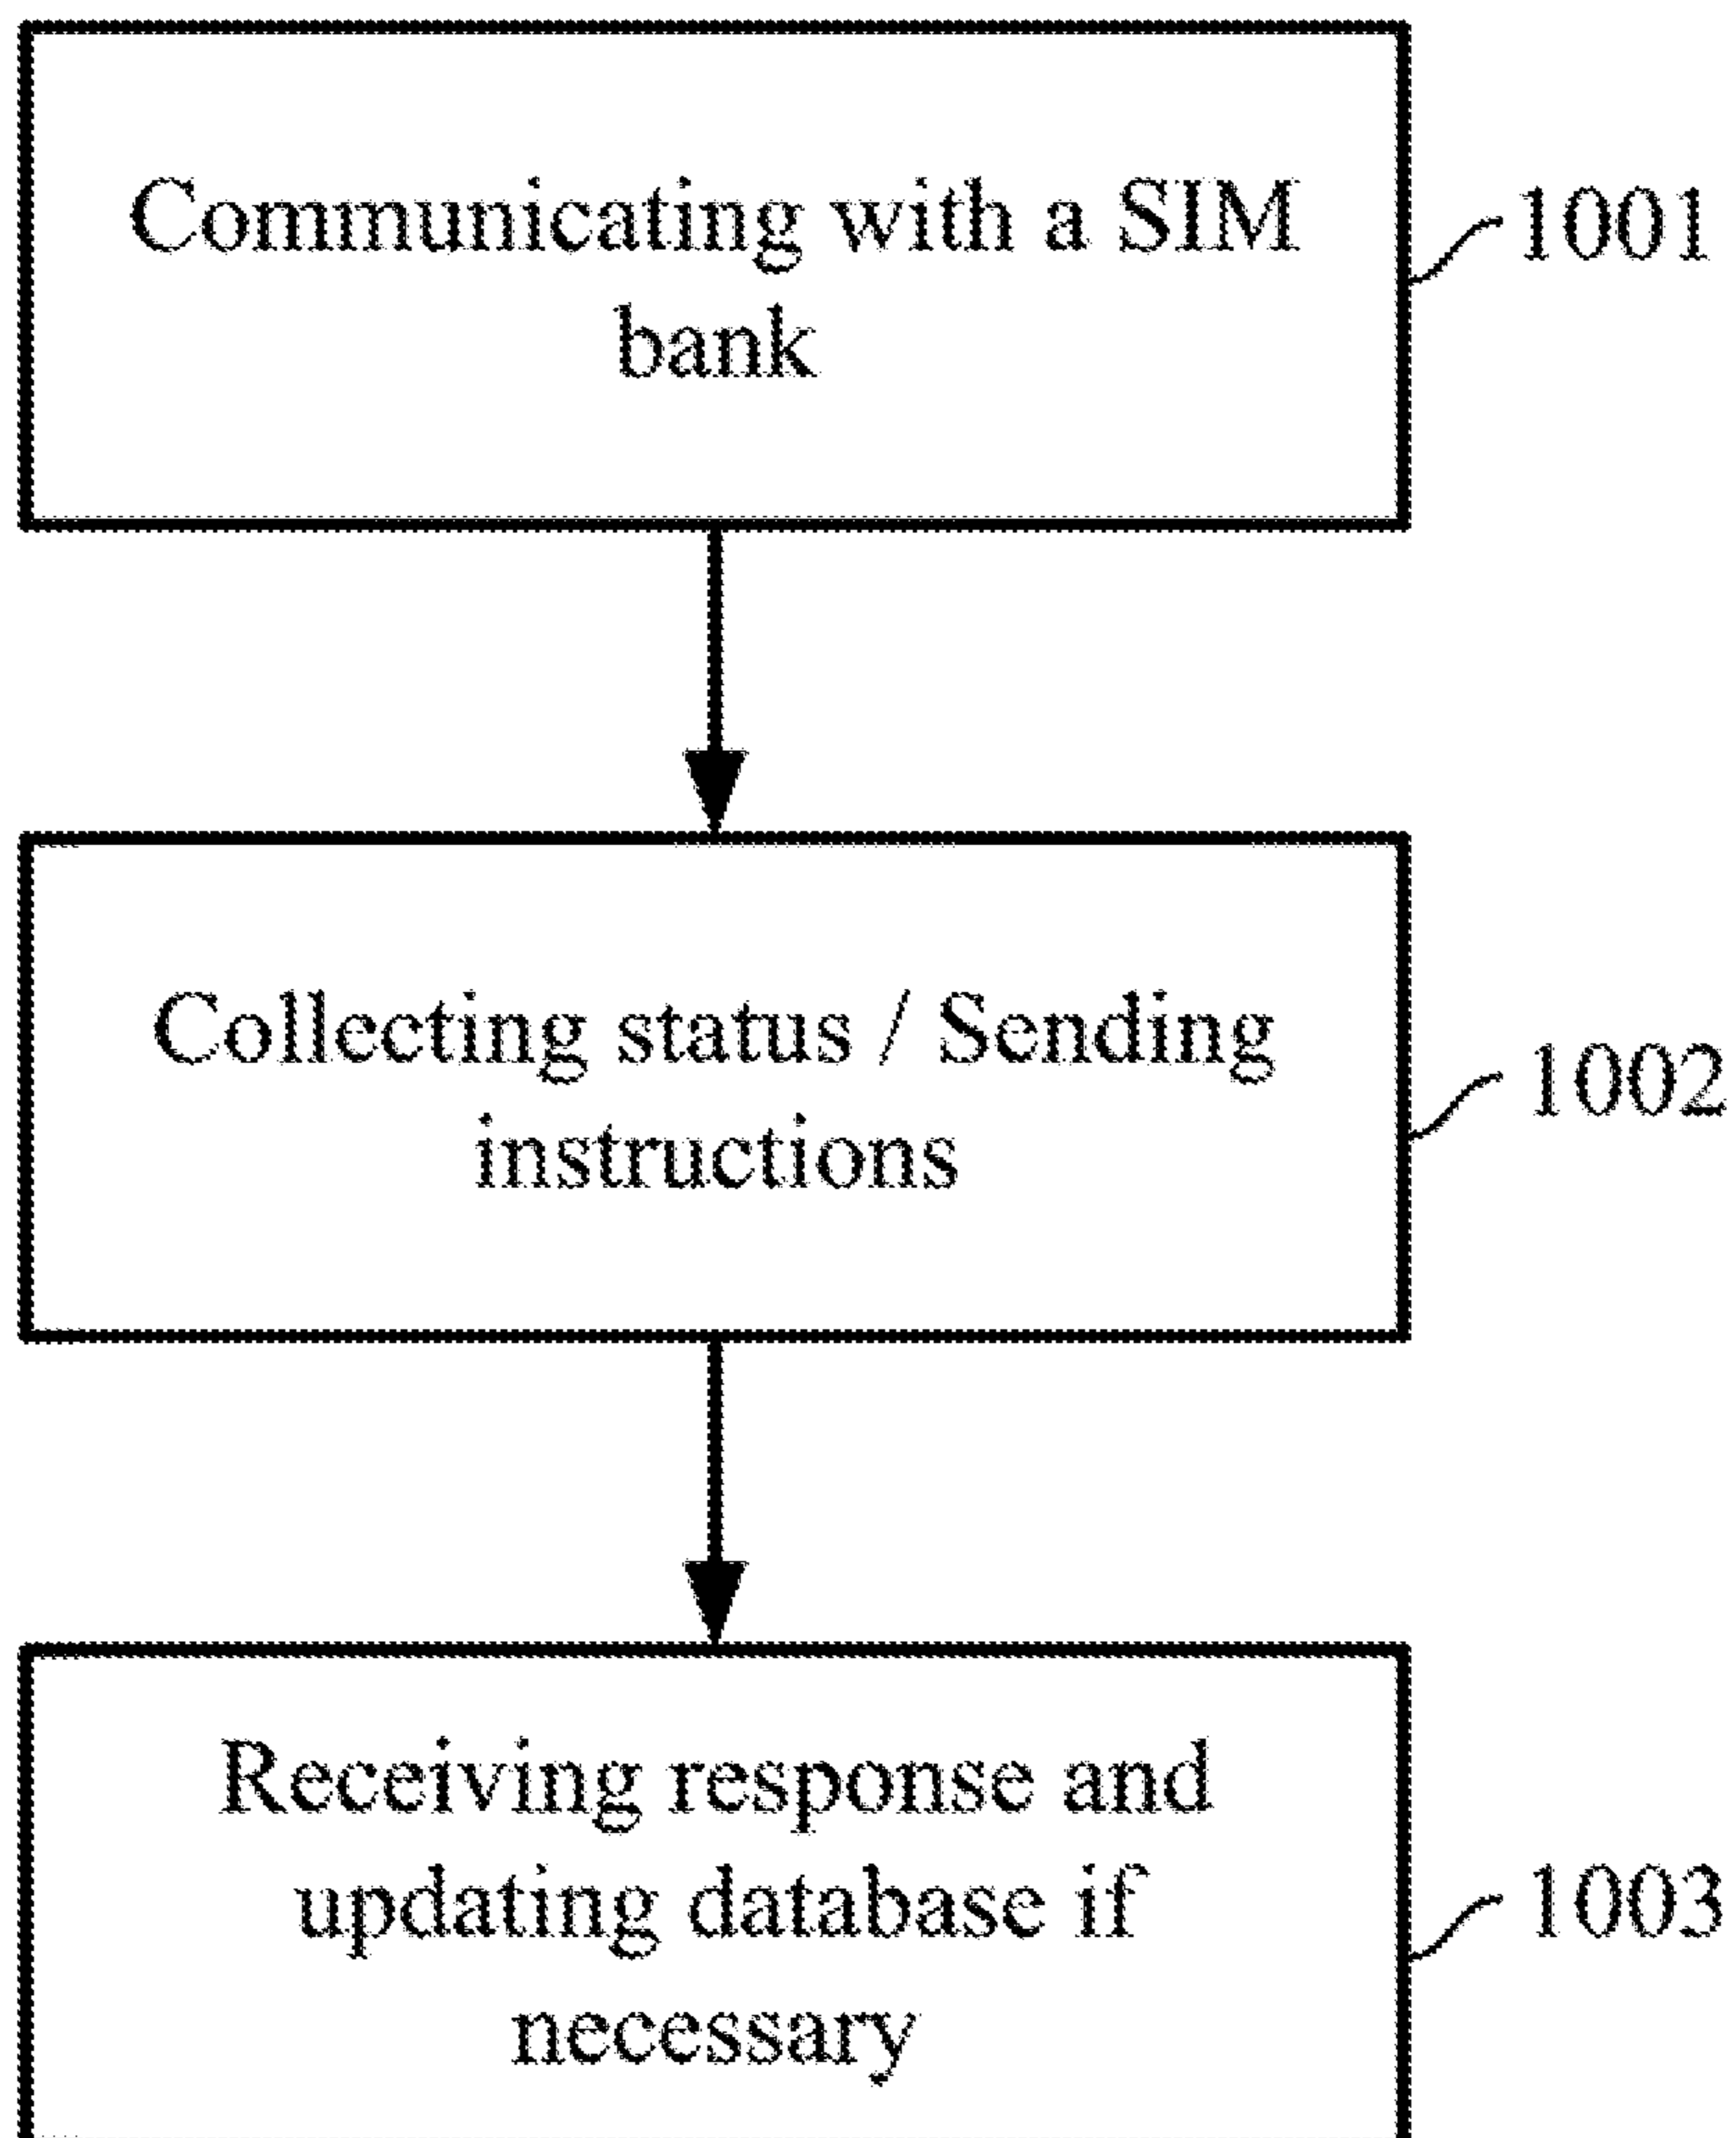 Communicating with a SIM
bank
1001
Collecting status / Sending
instructions
1002
Receiving response and
updating database if
necessary
1003